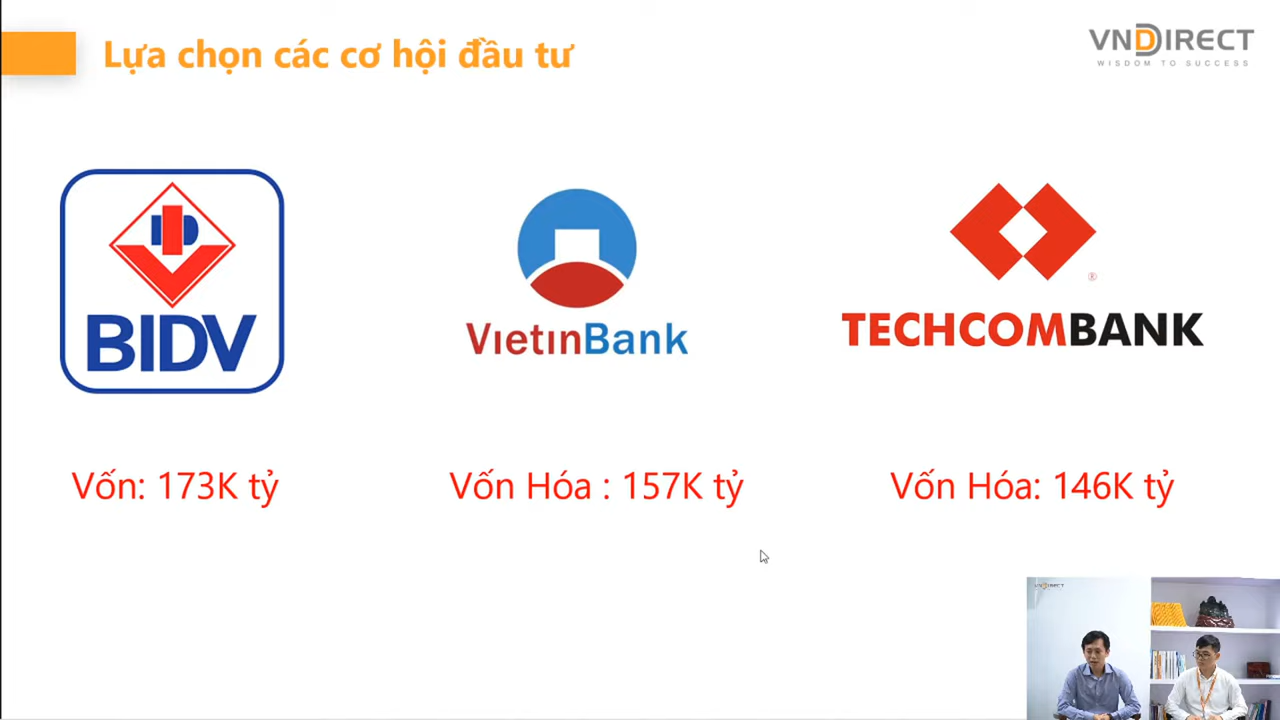 Lựa chọn các cơ hội đầu tư
VNDIRECT
WISDOM TO SUCCESS
BIDV
VietinBank
®
TECHCOMBANK
Vốn: 173K tỷ
Vốn Hóa : 157K tỷ
Vốn Hóa: 146K tỷ
VNDIRECT